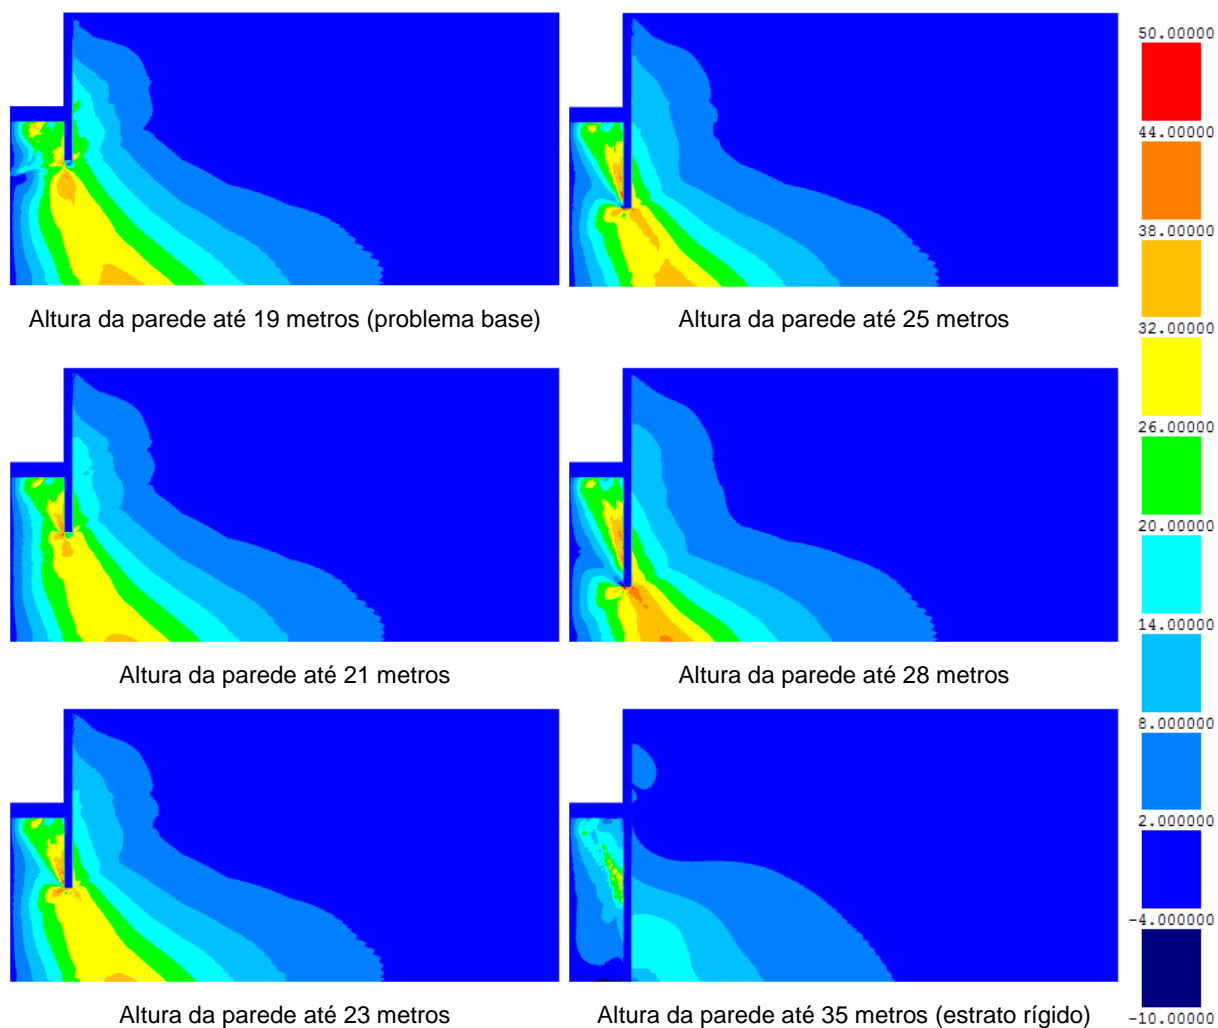 Altura da parede até 19 metros (problema base)
Altura da parede até 25 metros
Altura da parede até 21 metros
Altura da parede até 28 metros
Altura da parede até 23 metros
Altura da parede até 35 metros (estrato rígido)
50.00000
44.00000
38.00000
32.00000
26.00000
20.00000
14.00000
8.000000
2.000000
-4.000000
-10.00000